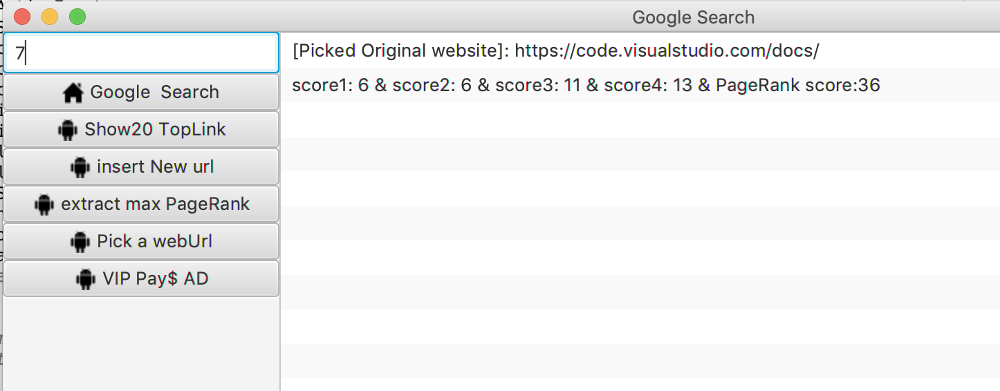 Google Search
7
[Picked Original website]: https://code.visualstudio.com/docs/
score1: 6 & score2: 6 & score3: 11 & score4: 13 & PageRank score:36
Google  Search
Show20 TopLink
insert New url
extract max PageRank
Pick a webUrl
VIP Pay$ AD